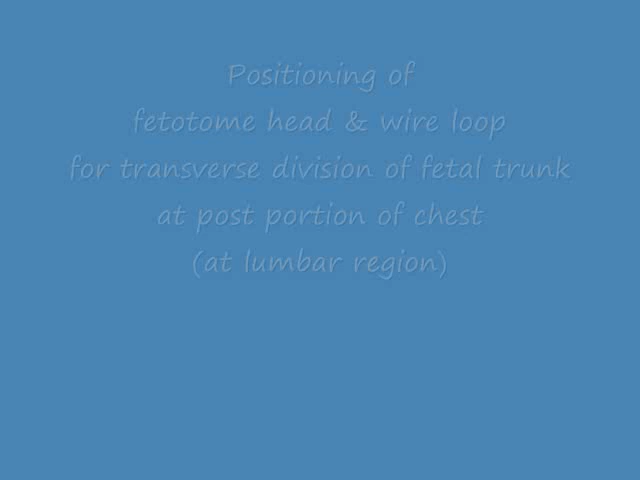 Positioning of
fetotome head & wire loop
for transverse division of fetal trunk
at post portion of chest
(at lumbar region)